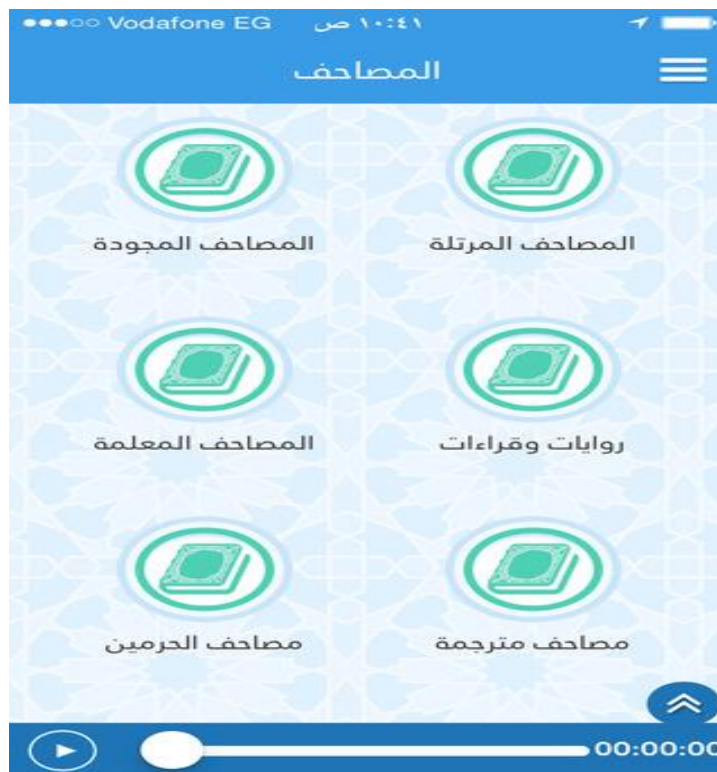 ●●●○○ Vodafone EG ١٠:٤١ ص
المصاحف
المصاحف المرتلة
المصاحف المجودة
روايات وقراءات
المصاحف المعلمة
مصاحف مترجمة
مصاحف الحرمين
00:00:00